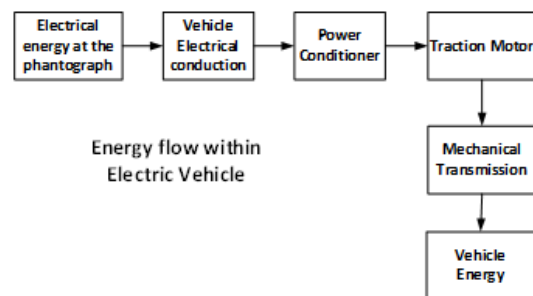 Electrical
energy at the
phantograph
Vehicle
Electrical
conduction
Power
Conditioner
Traction Motor
Energy flow within
Electric Vehicle
Mechanical
Transmission
Vehicle
Energy